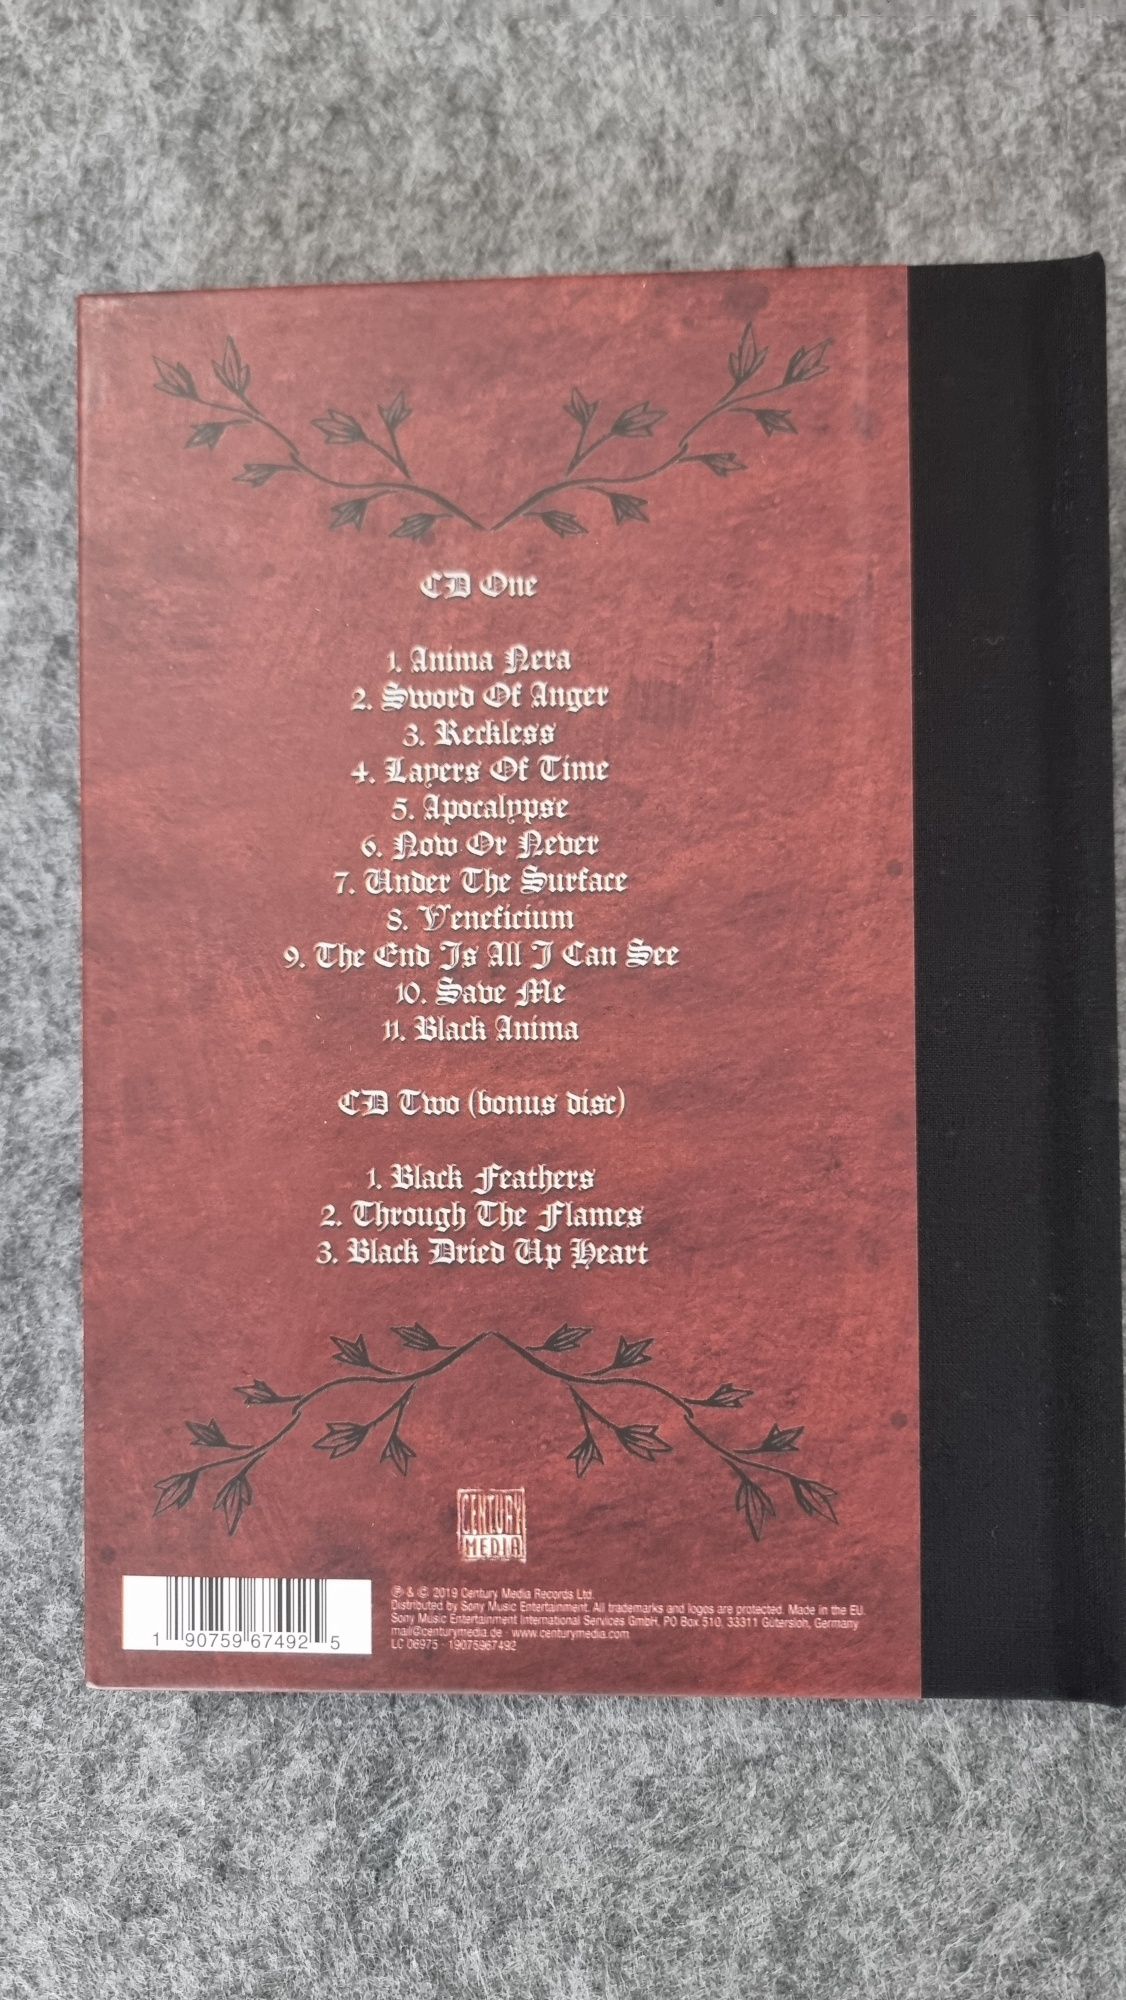 CD One
1. Anima Nera
2. Sword Of Anger
3. Reckless
4. Layers Of Time
5. Apocalypse
6. Now Or Never
7. Under The Surface
8. Veneficium
9. The End Is All I Can See
10. Save Me
11. Black Anima
CD Two (bonus disc)
1. Black Feathers
2. Through The Flames
3. Black Dried Up Heart
CENTURY
MEDIA
1 90759 67492 5
℗ & © 2019 Century Media Records Ltd.
Distributed by Sony Music Entertainment. All trademarks and logos are protected. Made in the EU.
Sony Music Entertainment International Services GmbH, PO Box 510, 33311 Gütersloh, Germany
mail@centurymedia.de · www.centurymedia.com
LC 06975 · 19075967492